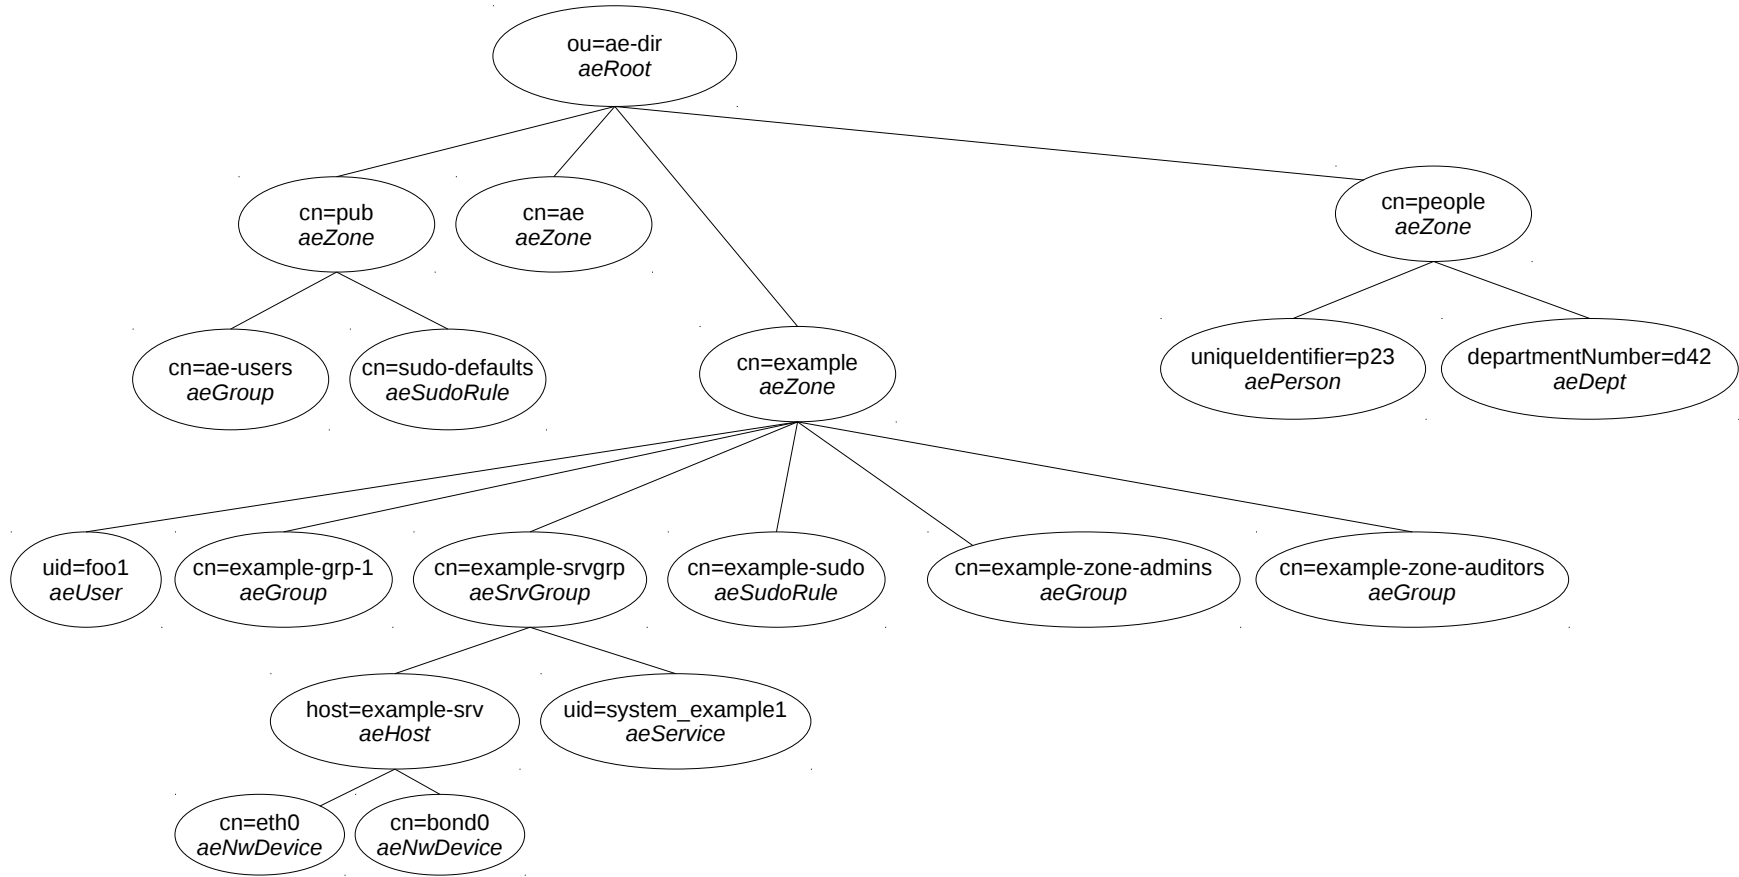 ou=ae-dir
aeRoot
cn=pub
aeZone
cn=ae
aeZone
cn=people
aeZone
cn=ae-users
aeGroup
cn=sudo-defaults
aeSudoRule
cn=example
aeZone
uniqueIdentifier=p23
aePerson
departmentNumber=d42
aeDept
uid=foo1
aeUser
cn=example-grp-1
aeGroup
cn=example-srvgrp
aeSrvGroup
cn=example-sudo
aeSudoRule
cn=example-zone-admins
aeGroup
cn=example-zone-auditors
aeGroup
host=example-srv
aeHost
uid=system_example1
aeService
cn=eth0
aeNwDevice
cn=bond0
aeNwDevice